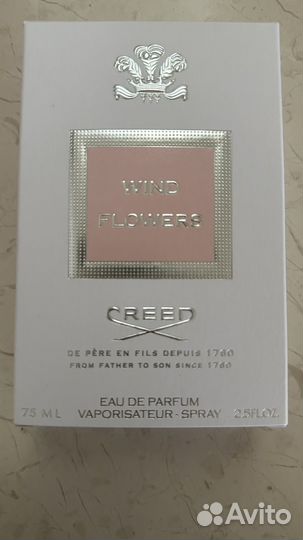 WIND
FLOWERS
CREED
DE PÈRE EN FILS DEPUIS 1760
FROM FATHER TO SON SINCE 1760
EAU DE PARFUM
75 ML VAPORISATEUR - SPRAY 2.5FL.OZ.
Avito